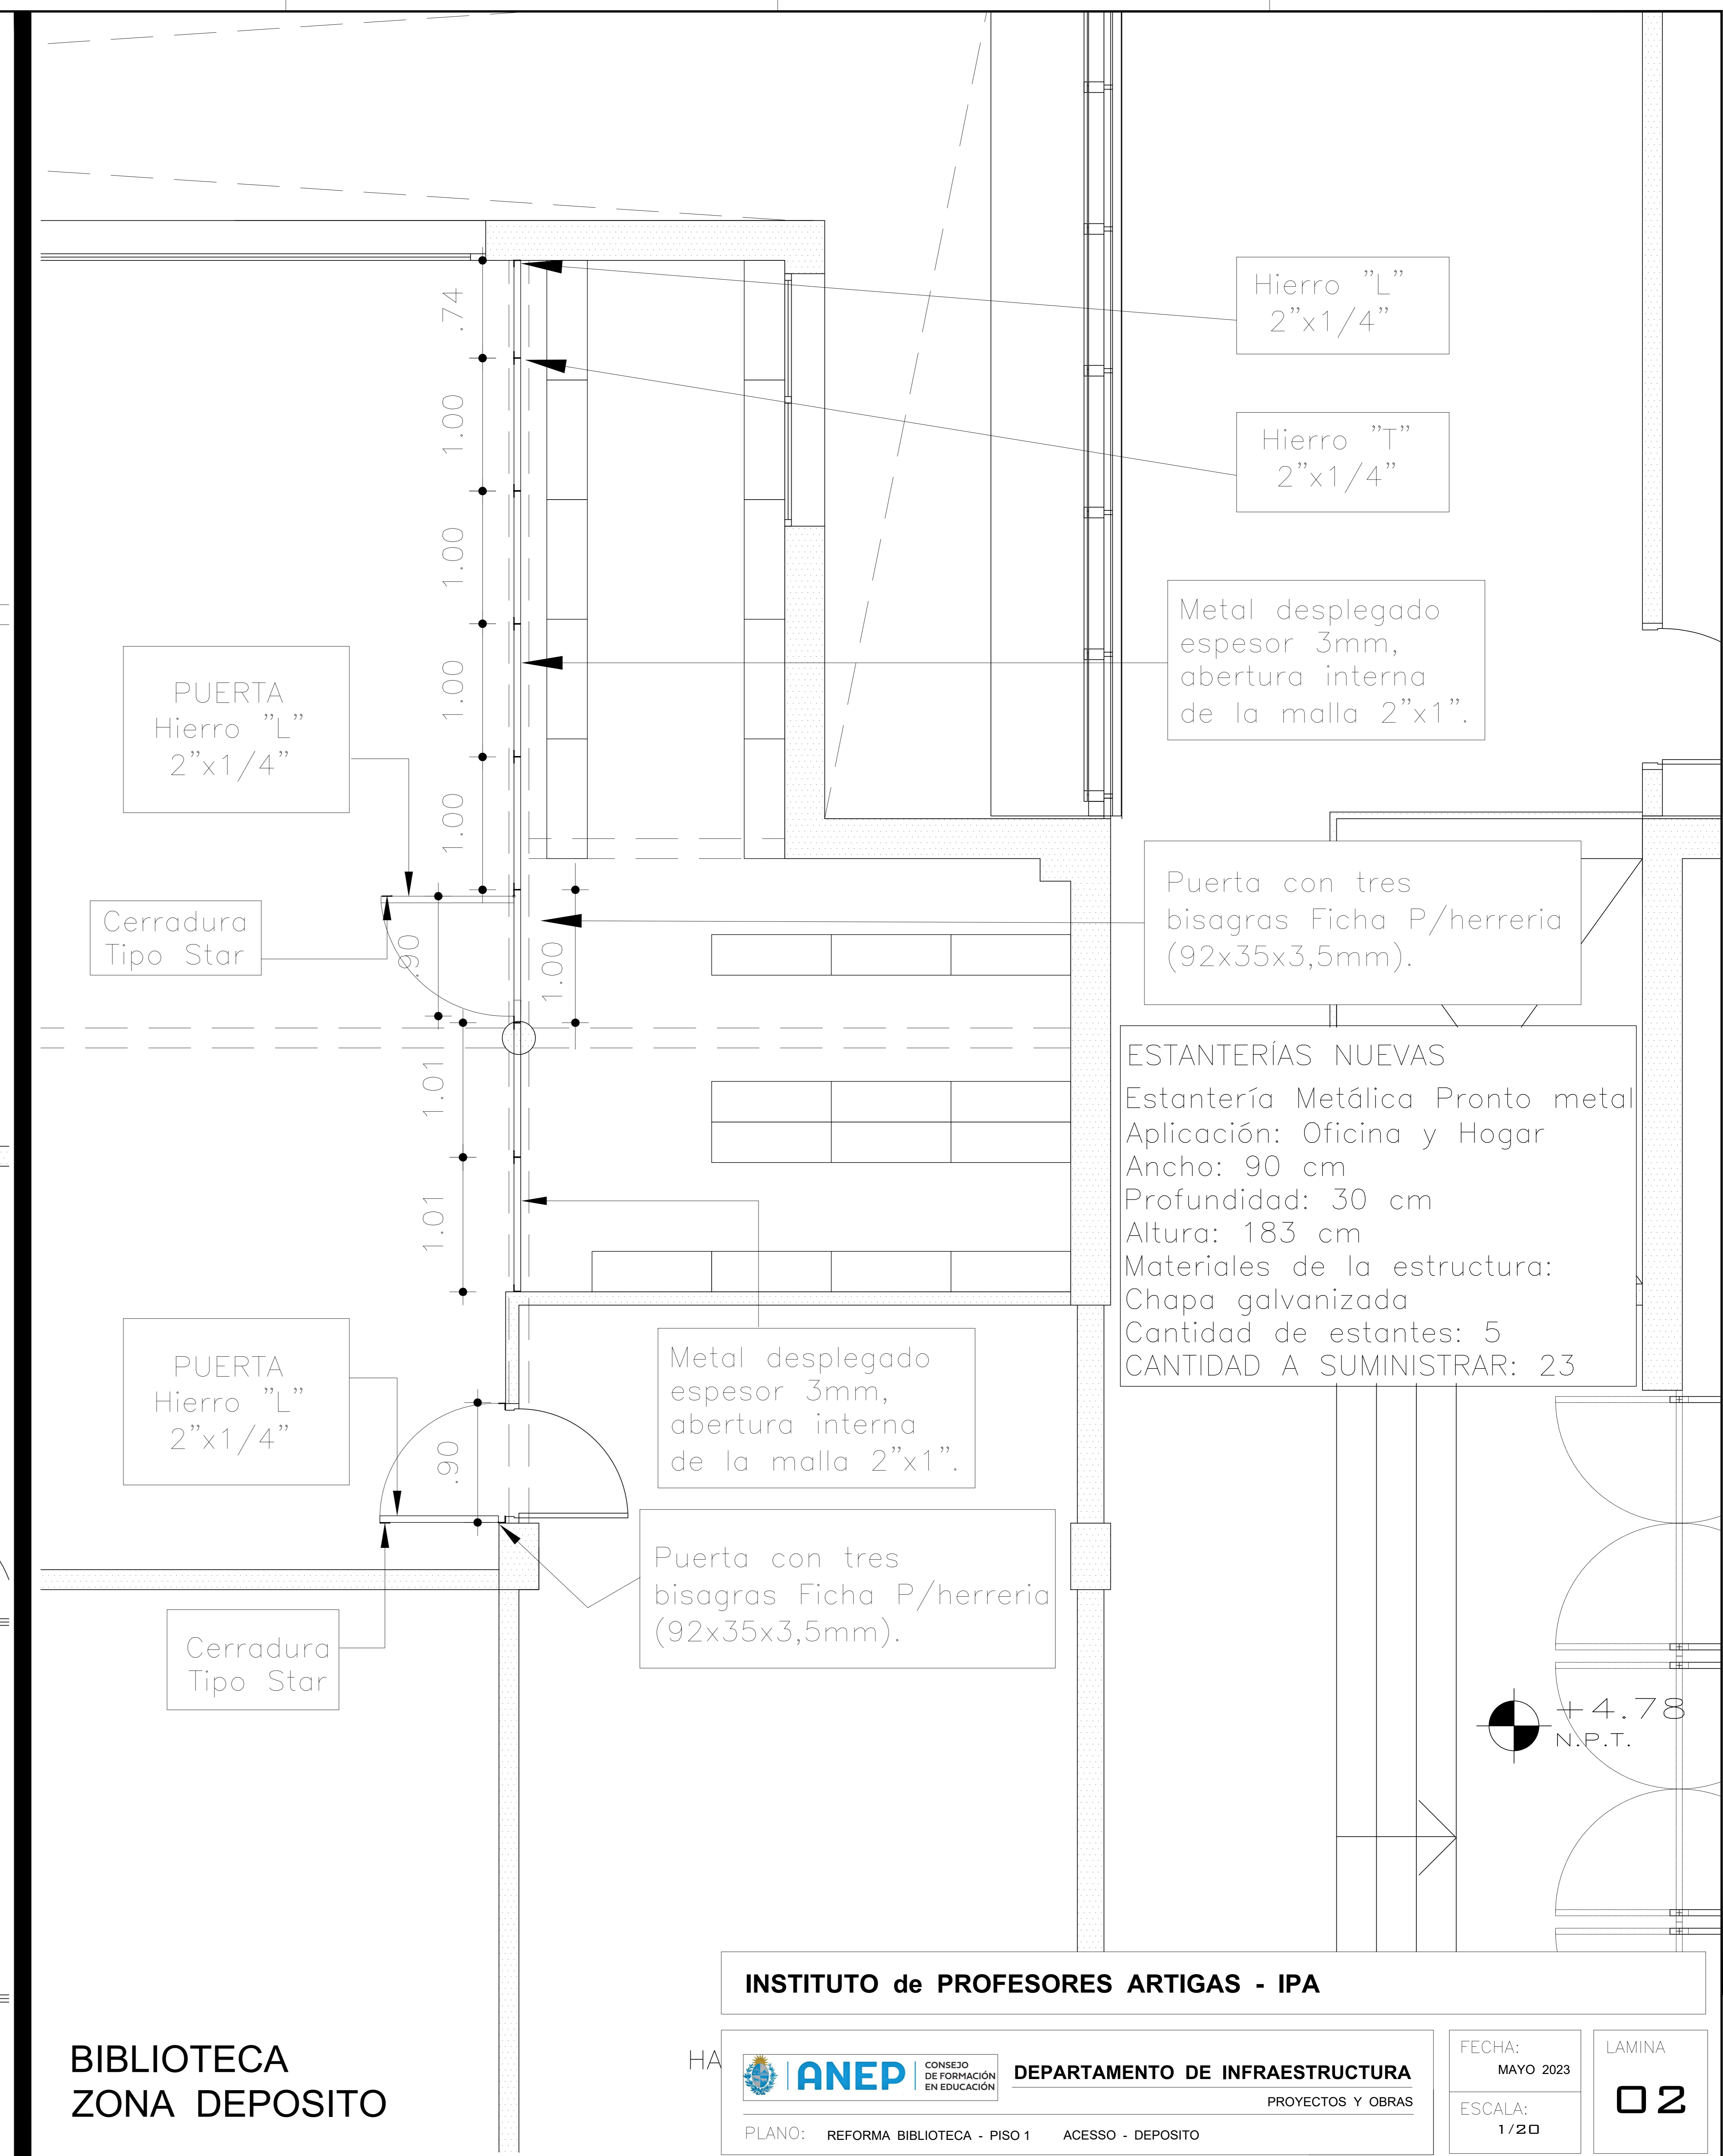 Hierro "L"
2"x1/4"
Hierro "T"
2"x1/4"
.74
1.00
1.00
1.00
1.00
Metal desplegado
espesor 3mm,
abertura interna
de la malla 2"x1".
PUERTA
Hierro "L"
2"x1/4"
Cerradura
Tipo Star
.90
1.00
Puerta con tres
bisagras Ficha P/herreria
(92x35x3,5mm).
1.01
1.01
ESTANTERÍAS NUEVAS
Estantería Metálica Pronto metal
Aplicación: Oficina y Hogar
Ancho: 90 cm
Profundidad: 30 cm
Altura: 183 cm
Materiales de la estructura:
Chapa galvanizada
Cantidad de estantes: 5
CANTIDAD A SUMINISTRAR: 23
PUERTA
Hierro "L"
2"x1/4"
.90
Metal desplegado
espesor 3mm,
abertura interna
de la malla 2"x1".
Puerta con tres
bisagras Ficha P/herreria
(92x35x3,5mm).
Cerradura
Tipo Star
+4.78
N.P.T.
INSTITUTO de PROFESORES ARTIGAS - IPA
BIBLIOTECA
ZONA DEPOSITO
HA
ANEP
CONSEJO
DE FORMACIÓN
EN EDUCACIÓN
DEPARTAMENTO DE INFRAESTRUCTURA
PROYECTOS Y OBRAS
PLANO: REFORMA BIBLIOTECA - PISO 1 ACESSO - DEPOSITO
FECHA:
MAYO 2023
ESCALA:
1/20
LAMINA
02